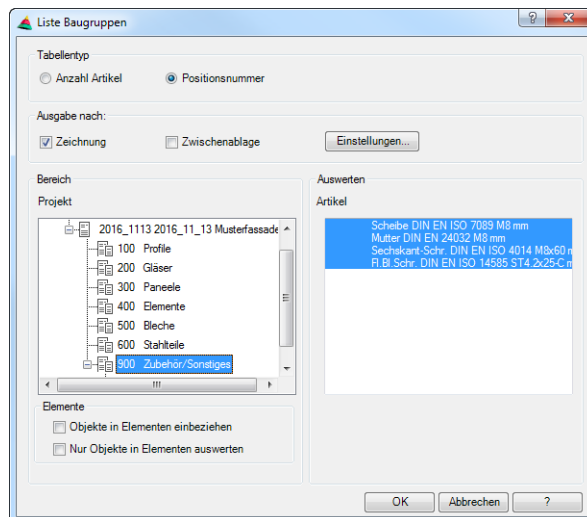 Liste Baugruppen
?
Tabellentyp
Anzahl Artikel
Positionsnummer
Ausgabe nach:
Zeichnung
Zwischenablage
Einstellungen...
Bereich
Auswerten
Projekt
Artikel
2016_1113 2016_11_13 Musterfassade
100 Profile
200 Gläser
300 Paneele
400 Elemente
500 Bleche
600 Stahlteile
900 Zubehör/Sonstiges
Scheibe DIN EN ISO 7089 M8 mm
Mutter DIN EN 24032 M8 mm
Sechskant-Schr. DIN EN ISO 4014 M8x60 m
Fl.Bl.Schr. DIN EN ISO 14585 ST4.2x25-C m
Elemente
Objekte in Elementen einbeziehen
Nur Objekte in Elementen auswerten
OK
Abbrechen
?